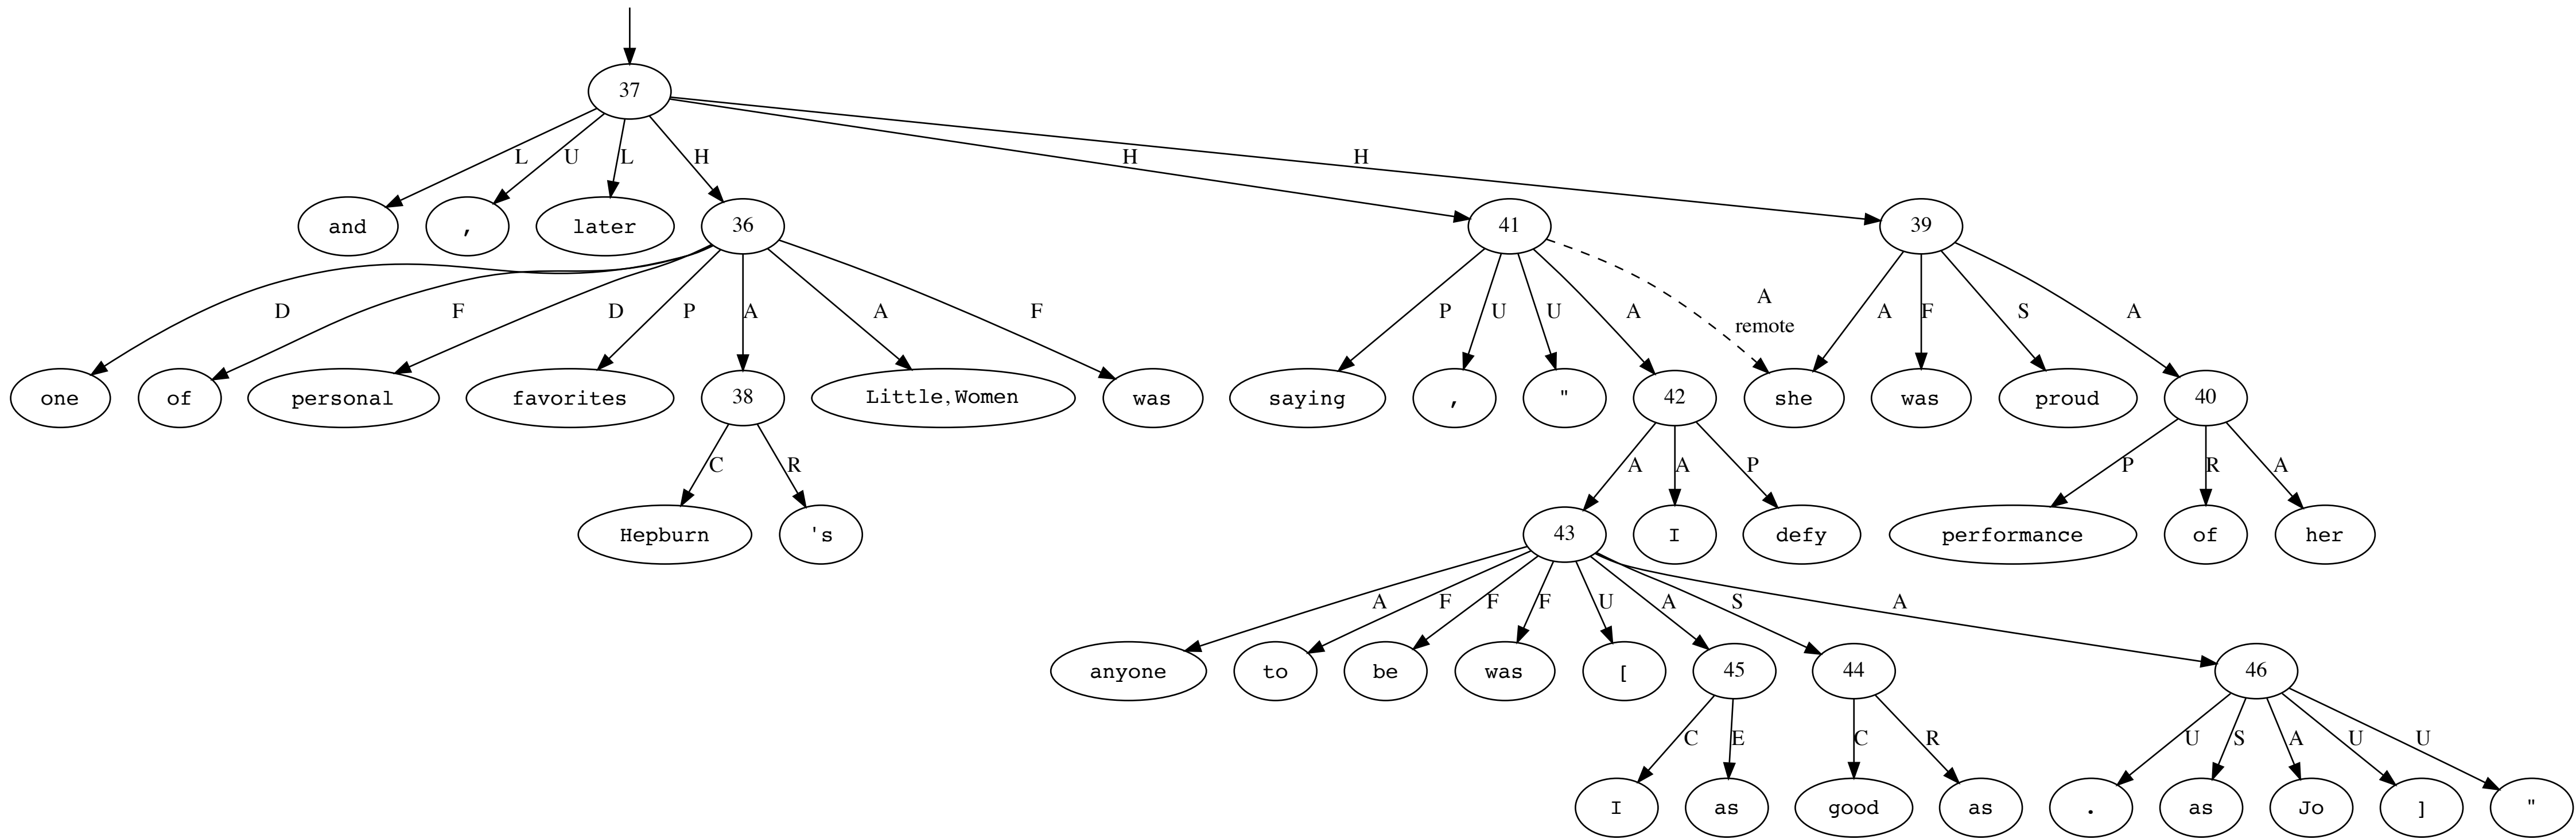 37
L U L H H H
and , later 36 41 39
D F D P A A F P U U A A remote A F S A
one of personal favorites 38 Little,Women was saying , " 42 she was proud 40
C R A A P P R A
Hepburn 's 43 I defy performance of her
A F F F U A S A
anyone to be was [ 45 44 46
C E C R U S A U U
I as good as . as Jo ] "